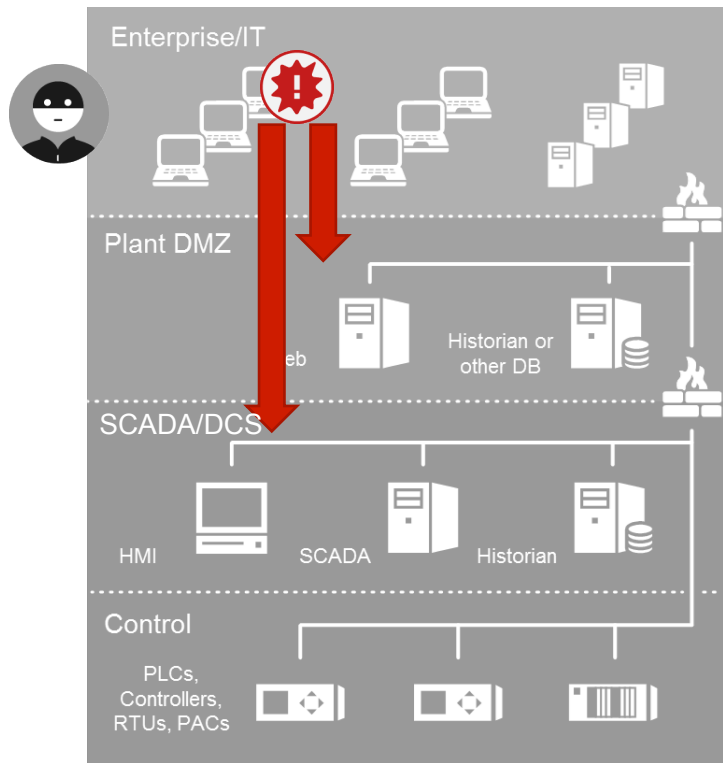 Enterprise/IT
!
Plant DMZ
eb
Historian or
other DB
SCADA/DCS
HMI
SCADA
Historian
Control
PLCs,
Controllers,
RTUs, PACs